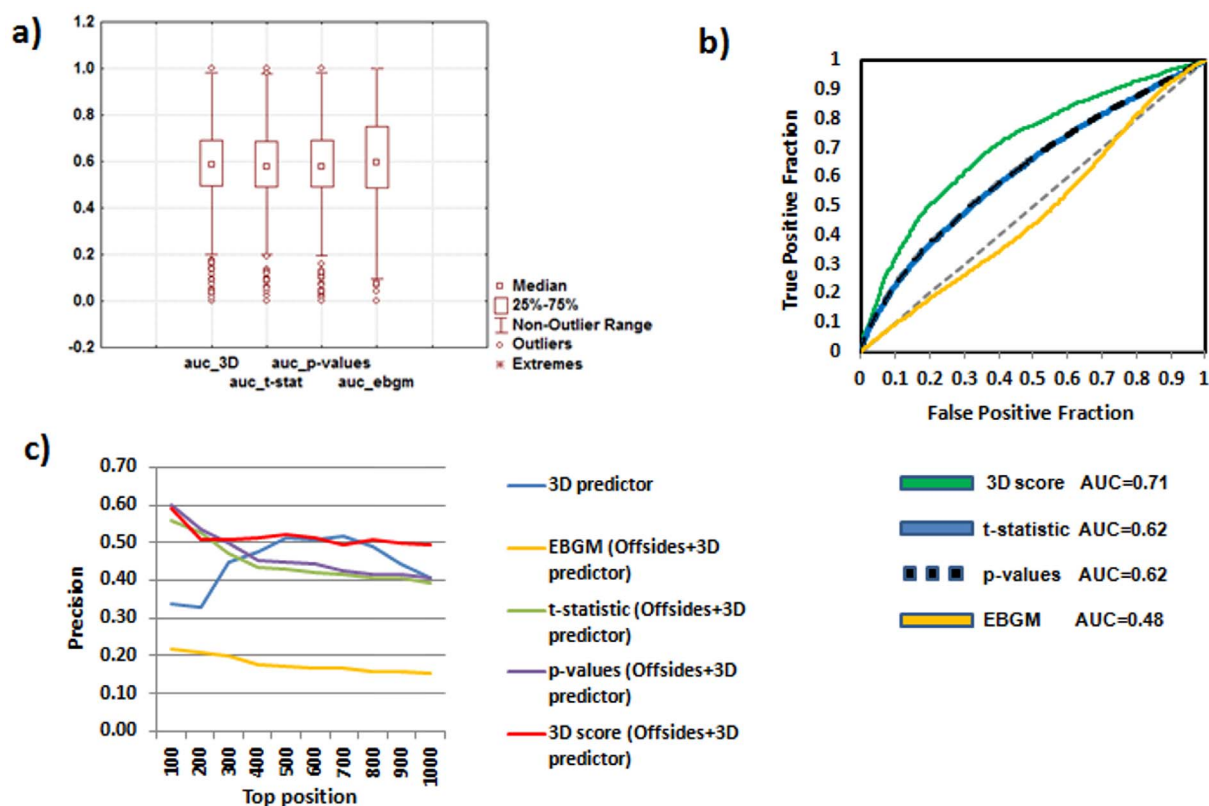 a)
1.2
1.0
0.8
0.6
0.4
0.2
0.0
-0.2
auc_3D auc_p-values
auc_t-stat auc_ebgm
Median
25%-75%
Non-Outlier Range
Outliers
Extremes
b)
True Positive Fraction
1
0.9
0.8
0.7
0.6
0.5
0.4
0.3
0.2
0.1
0
0 0.1 0.2 0.3 0.4 0.5 0.6 0.7 0.8 0.9 1
False Positive Fraction
3D score AUC=0.71
t-statistic AUC=0.62
p-values AUC=0.62
EBGM AUC=0.48
c)
Precision
0.70
0.60
0.50
0.40
0.30
0.20
0.10
0.00
100 200 300 400 500 600 700 800 900 1000
Top position
3D predictor
EBGM (Offsides+3D
predictor)
t-statistic (Offsides+3D
predictor)
p-values (Offsides+3D
predictor)
3D score (Offsides+3D
predictor)